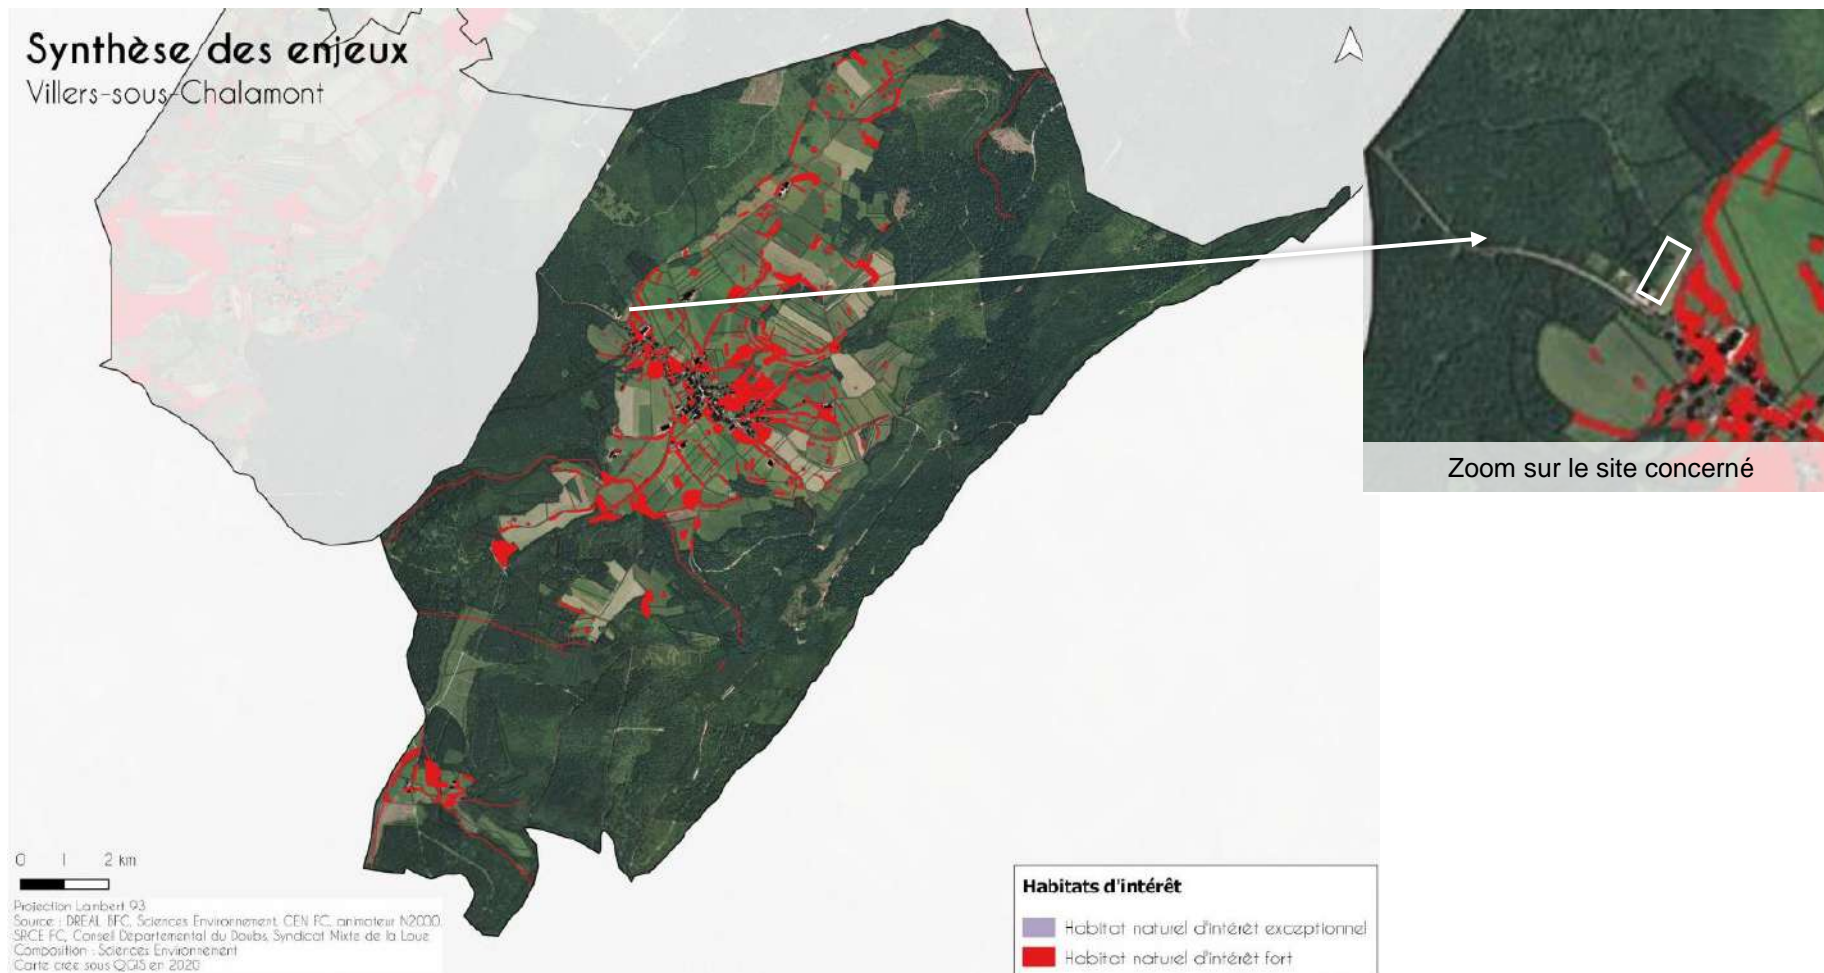 Synthèse des enjeux
Villers-sous-Chalamont
Zoom sur le site concerné
0 1 2 km
Projection Lambert 93
Source : DREAL BFC, Sciences Environnement, CEN FC, animateur N2000,
SRCE FC, Conseil Départemental du Doubs, Syndicat Mixte de la Loue
Composition : Sciences Environnement
Carte crée sous QGIS en 2020
Habitats d'intérêt
Habitat naturel d'intérêt exceptionnel
Habitat naturel d'intérêt fort